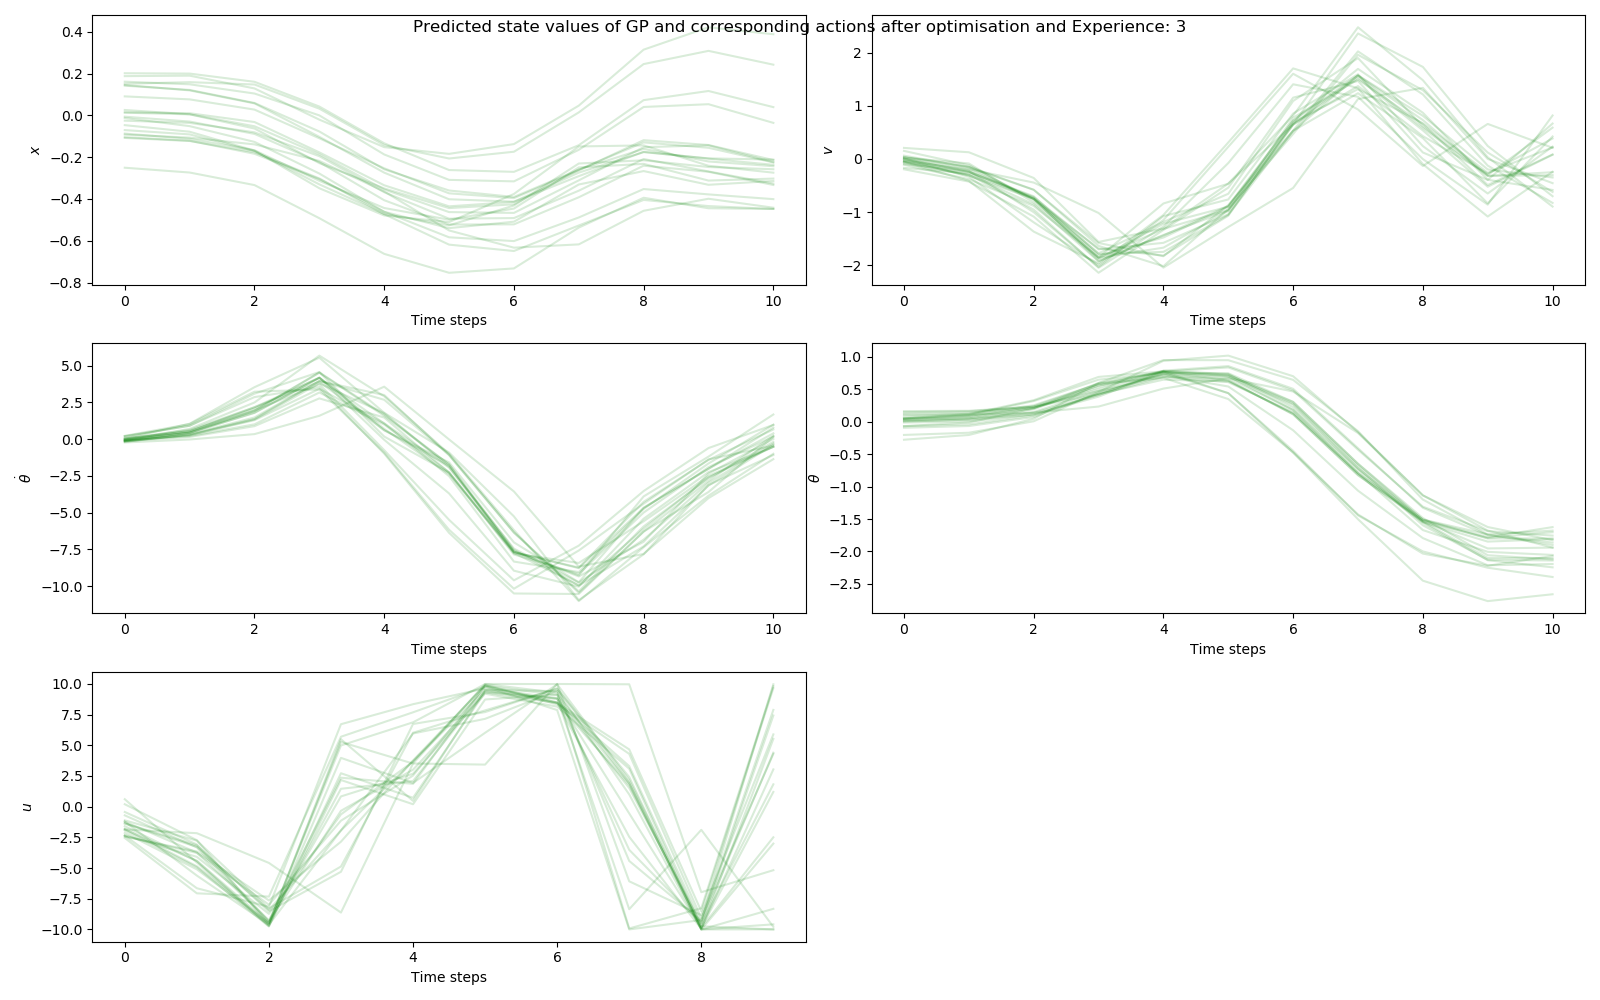 Predicted state values of GP and corresponding actions after optimisation and Experience: 3
0.4
0.2
0.0
−0.2
−0.4
−0.6
−0.8
x
0 2 4 6 8 10
Time steps
2
1
0
−1
−2
v
0 2 4 6 8 10
Time steps
5.0
2.5
0.0
−2.5
−5.0
−7.5
−10.0
θ̇
0 2 4 6 8 10
Time steps
1.0
0.5
0.0
−0.5
−1.0
−1.5
−2.0
−2.5
θ
0 2 4 6 8 10
Time steps
10.0
7.5
5.0
2.5
0.0
−2.5
−5.0
−7.5
−10.0
u
0 2 4 6 8
Time steps